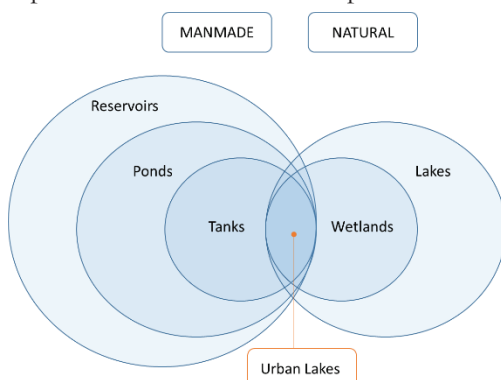 MANMADE NATURAL
Reservoirs
Ponds Lakes
Tanks Wetlands
Urban Lakes